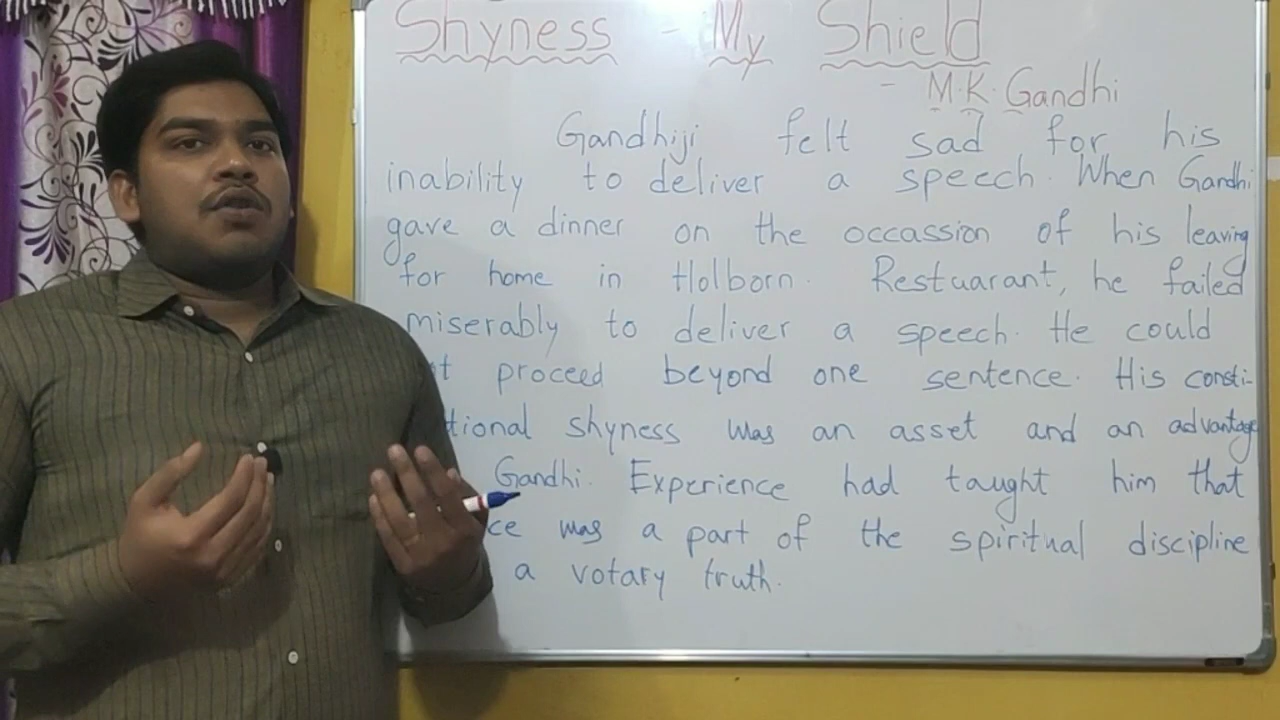 Shyness - My Shield
- M.K. Gandhi
Gandhiji felt sad for his
inability to deliver a speech. When Gandhi
gave a dinner on the occassion of his leaving
for home in Holborn. Restuarant, he failed
miserably to deliver a speech. He could
t proceed beyond one sentence. His consti-
tional shyness was an asset and an advantage
Gandhi. Experience had taught him that
ce was a part of the spiritual discipline
a votary truth.